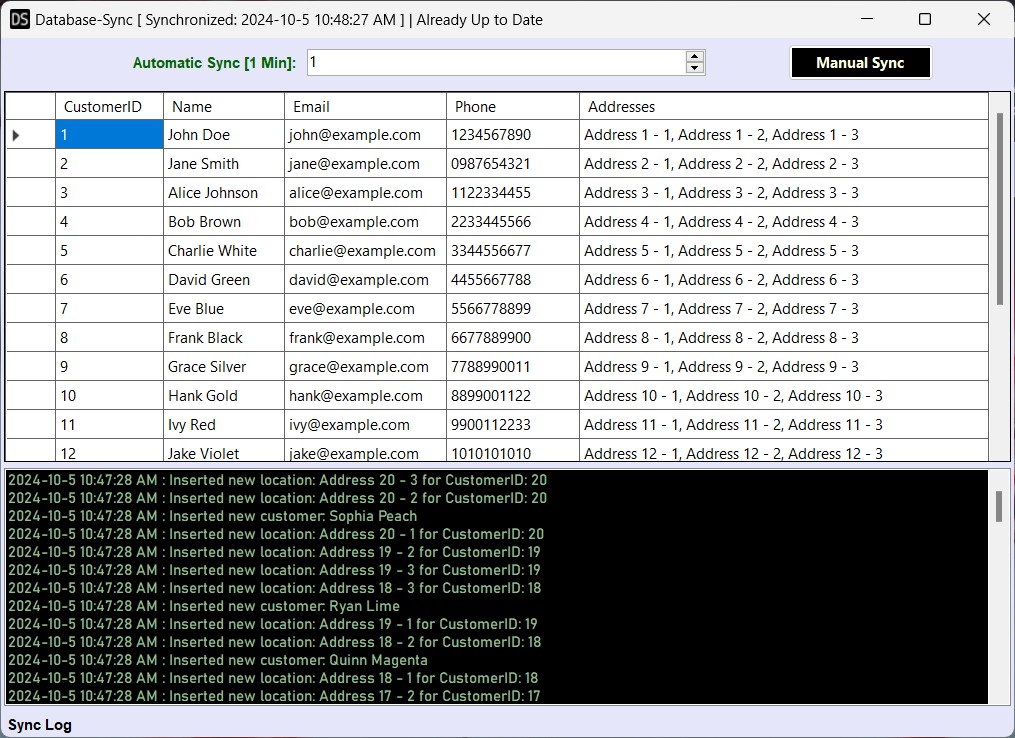 DS Database-Sync [ Synchronized: 2024-10-5 10:48:27 AM ] | Already Up to Date
Automatic Sync [1 Min]: 1 Manual Sync
CustomerID Name Email Phone Addresses
1 John Doe john@example.com 1234567890 Address 1 - 1, Address 1 - 2, Address 1 - 3
2 Jane Smith jane@example.com 0987654321 Address 2 - 1, Address 2 - 2, Address 2 - 3
3 Alice Johnson alice@example.com 1122334455 Address 3 - 1, Address 3 - 2, Address 3 - 3
4 Bob Brown bob@example.com 2233445566 Address 4 - 1, Address 4 - 2, Address 4 - 3
5 Charlie White charlie@example.com 3344556677 Address 5 - 1, Address 5 - 2, Address 5 - 3
6 David Green david@example.com 4455667788 Address 6 - 1, Address 6 - 2, Address 6 - 3
7 Eve Blue eve@example.com 5566778899 Address 7 - 1, Address 7 - 2, Address 7 - 3
8 Frank Black frank@example.com 6677889900 Address 8 - 1, Address 8 - 2, Address 8 - 3
9 Grace Silver grace@example.com 7788990011 Address 9 - 1, Address 9 - 2, Address 9 - 3
10 Hank Gold hank@example.com 8899001122 Address 10 - 1, Address 10 - 2, Address 10 - 3
11 Ivy Red ivy@example.com 9900112233 Address 11 - 1, Address 11 - 2, Address 11 - 3
12 Jake Violet jake@example.com 1010101010 Address 12 - 1, Address 12 - 2, Address 12 - 3
2024-10-5 10:47:28 AM : Inserted new location: Address 20 - 3 for CustomerID: 20
2024-10-5 10:47:28 AM : Inserted new location: Address 20 - 2 for CustomerID: 20
2024-10-5 10:47:28 AM : Inserted new customer: Sophia Peach
2024-10-5 10:47:28 AM : Inserted new location: Address 20 - 1 for CustomerID: 20
2024-10-5 10:47:28 AM : Inserted new location: Address 19 - 2 for CustomerID: 19
2024-10-5 10:47:28 AM : Inserted new location: Address 19 - 3 for CustomerID: 19
2024-10-5 10:47:28 AM : Inserted new location: Address 18 - 3 for CustomerID: 18
2024-10-5 10:47:28 AM : Inserted new customer: Ryan Lime
2024-10-5 10:47:28 AM : Inserted new location: Address 19 - 1 for CustomerID: 19
2024-10-5 10:47:28 AM : Inserted new location: Address 18 - 2 for CustomerID: 18
2024-10-5 10:47:28 AM : Inserted new customer: Quinn Magenta
2024-10-5 10:47:28 AM : Inserted new location: Address 18 - 1 for CustomerID: 18
2024-10-5 10:47:28 AM : Inserted new location: Address 17 - 2 for CustomerID: 17
Sync Log